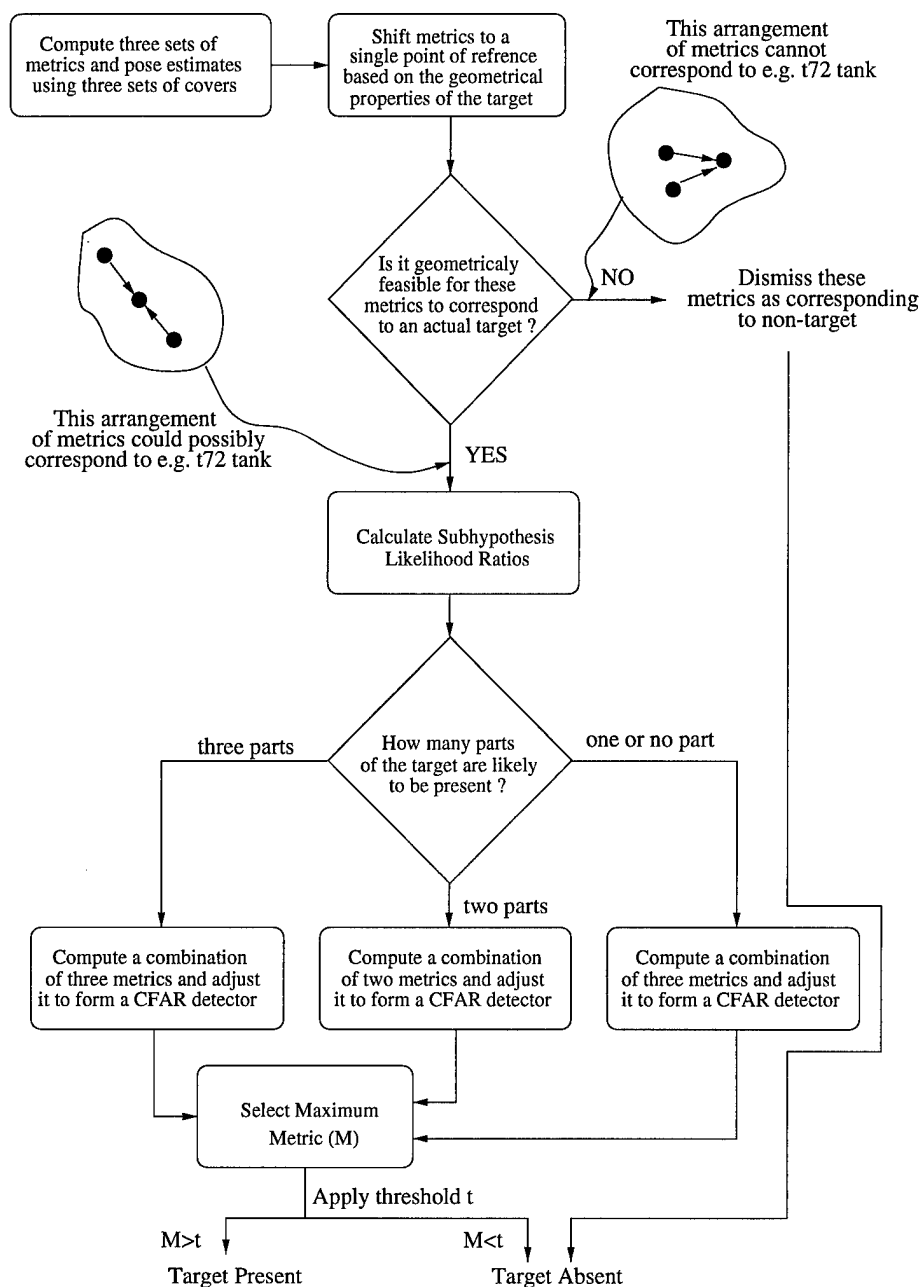 Compute three sets of
metrics and pose estimates
using three sets of covers
Shift metrics to a
single point of refrence
based on the geometrical
properties of the target
This arrangement
of metrics cannot
correspond to e.g. t72 tank
Is it geometricaly
feasible for these
metrics to correspond
to an actual target ?
NO
Dismiss these
metrics as corresponding
to non-target
This arrangement
of metrics could possibly
correspond to e.g. t72 tank
YES
Calculate Subhypothesis
Likelihood Ratios
three parts
How many parts
of the target are likely
to be present ?
one or no part
two parts
Compute a combination
of three metrics and adjust
it to form a CFAR detector
Compute a combination
of two metrics and adjust
it to form a CFAR detector
Compute a combination
of three metrics and adjust
it to form a CFAR detector
Select Maximum
Metric (M)
Apply threshold t
M>t
M<t
Target Present
Target Absent